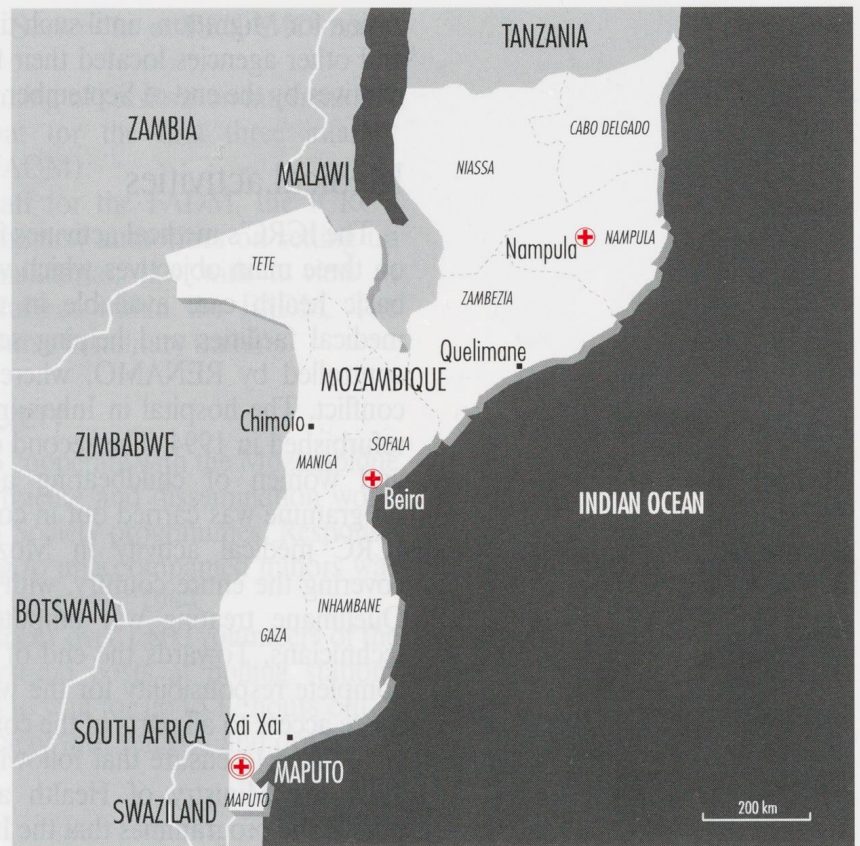 TANZANIA
ZAMBIA
CABO DELGADO
MALAWI
NIASSA
Nampula
NAMPULA
TETE
ZAMBEZIA
Quelimane
MOZAMBIQUE
Chimoio
ZIMBABWE
SOFALA
MANICA
Beira
INDIAN OCEAN
BOTSWANA
INHAMBANE
GAZA
SOUTH AFRICA
Xai Xai
MAPUTO
MAPUTO
SWAZILAND
200 km